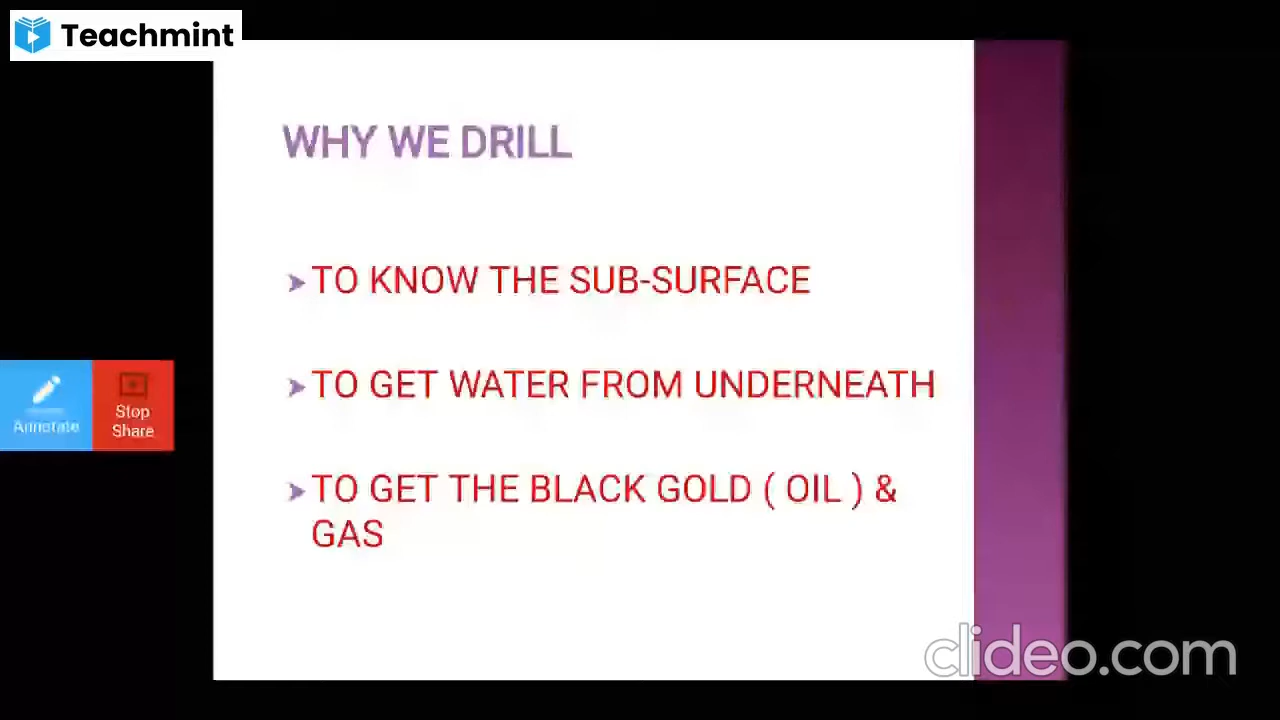 Teachmint
WHY WE DRILL
➤TO KNOW THE SUB-SURFACE
➤TO GET WATER FROM UNDERNEATH
➤TO GET THE BLACK GOLD ( OIL ) &
GAS
Annotate
Stop
Share
clideo.com